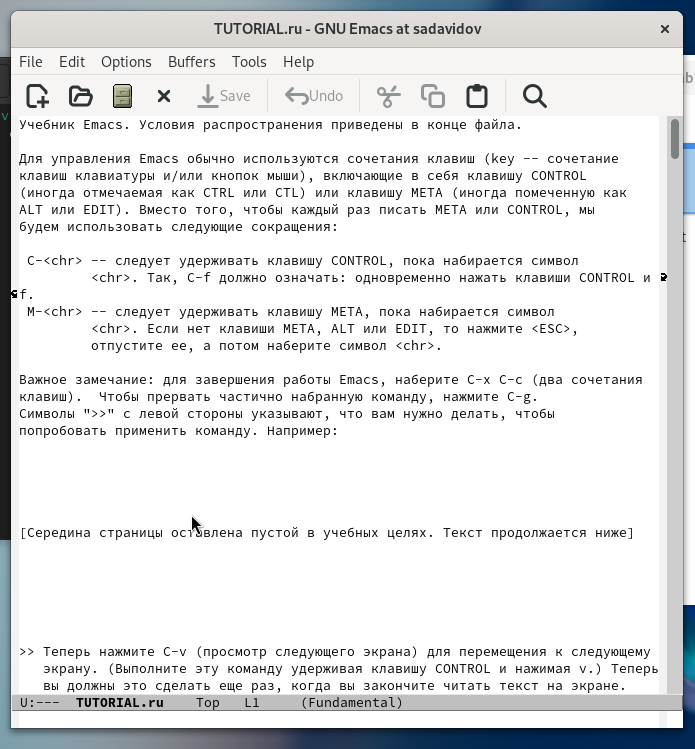 TUTORIAL.ru - GNU Emacs at sadavidov
File Edit Options Buffers Tools Help
Save Undo
Учебник Emacs. Условия распространения приведены в конце файла.
Для управления Emacs обычно используются сочетания клавиш (key -- сочетание
клавиш клавиатуры и/или кнопок мыши), включающие в себя клавишу CONTROL
(иногда отмечаемая как CTRL или CTL) или клавишу META (иногда помеченную как
ALT или EDIT). Вместо того, чтобы каждый раз писать META или CONTROL, мы
будем использовать следующие сокращения:
C-<chr> -- следует удерживать клавишу CONTROL, пока набирается символ
<chr>. Так, C-f должно означать: одновременно нажать клавиши CONTROL и
f.
M-<chr> -- следует удерживать клавишу META, пока набирается символ
<chr>. Если нет клавиши META, ALT или EDIT, то нажмите <ESC>,
отпустите ее, а потом наберите символ <chr>.
Важное замечание: для завершения работы Emacs, наберите C-x C-c (два сочетания
клавиш).  Чтобы прервать частично набранную команду, нажмите C-g.
Символы ">>" с левой стороны указывают, что вам нужно делать, чтобы
попробовать применить команду. Например:
[Середина страницы оставлена пустой в учебных целях. Текст продолжается ниже]
>> Теперь нажмите C-v (просмотр следующего экрана) для перемещения к следующему
экрану. (Выполните эту команду удерживая клавишу CONTROL и нажимая v.) Теперь
вы должны это сделать еще раз, когда вы закончите читать текст на экране.
U:--- TUTORIAL.ru Top L1 (Fundamental)